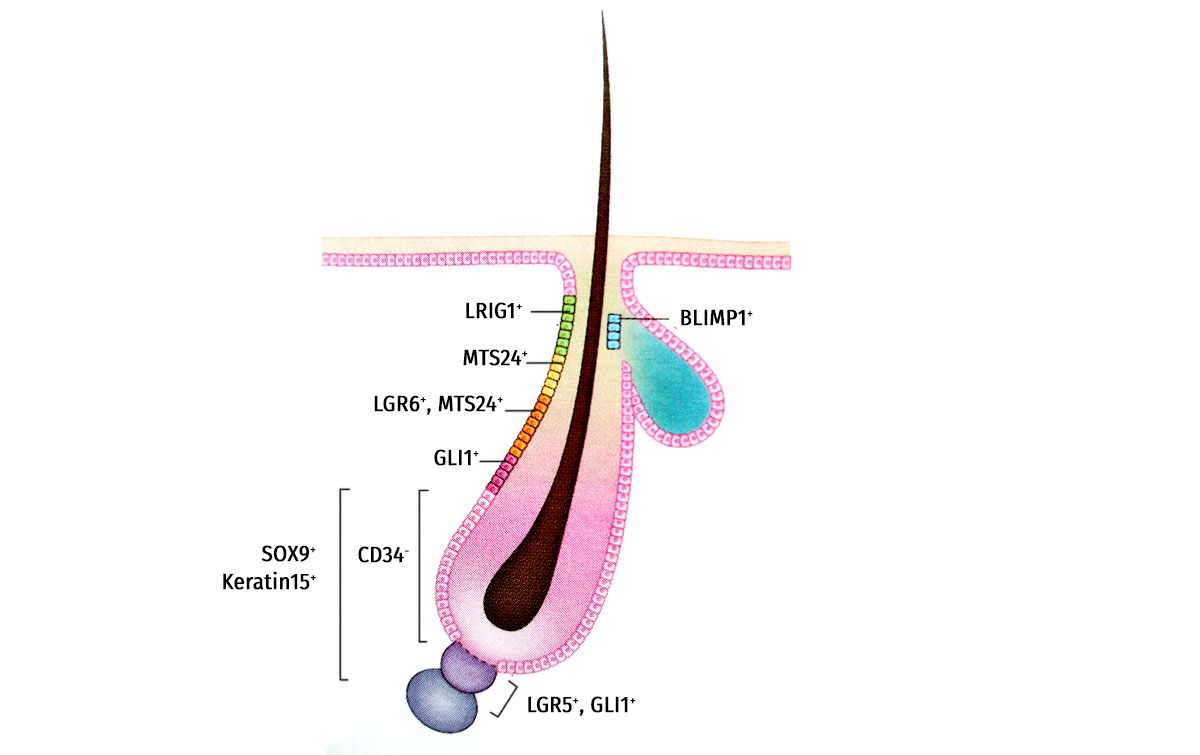 LRIG1⁺
BLIMP1⁺
MTS24⁺
LGR6⁺, MTS24⁺
GLI1⁺
SOX9⁺
Keratin15⁺
CD34⁻
LGR5⁺, GLI1⁺